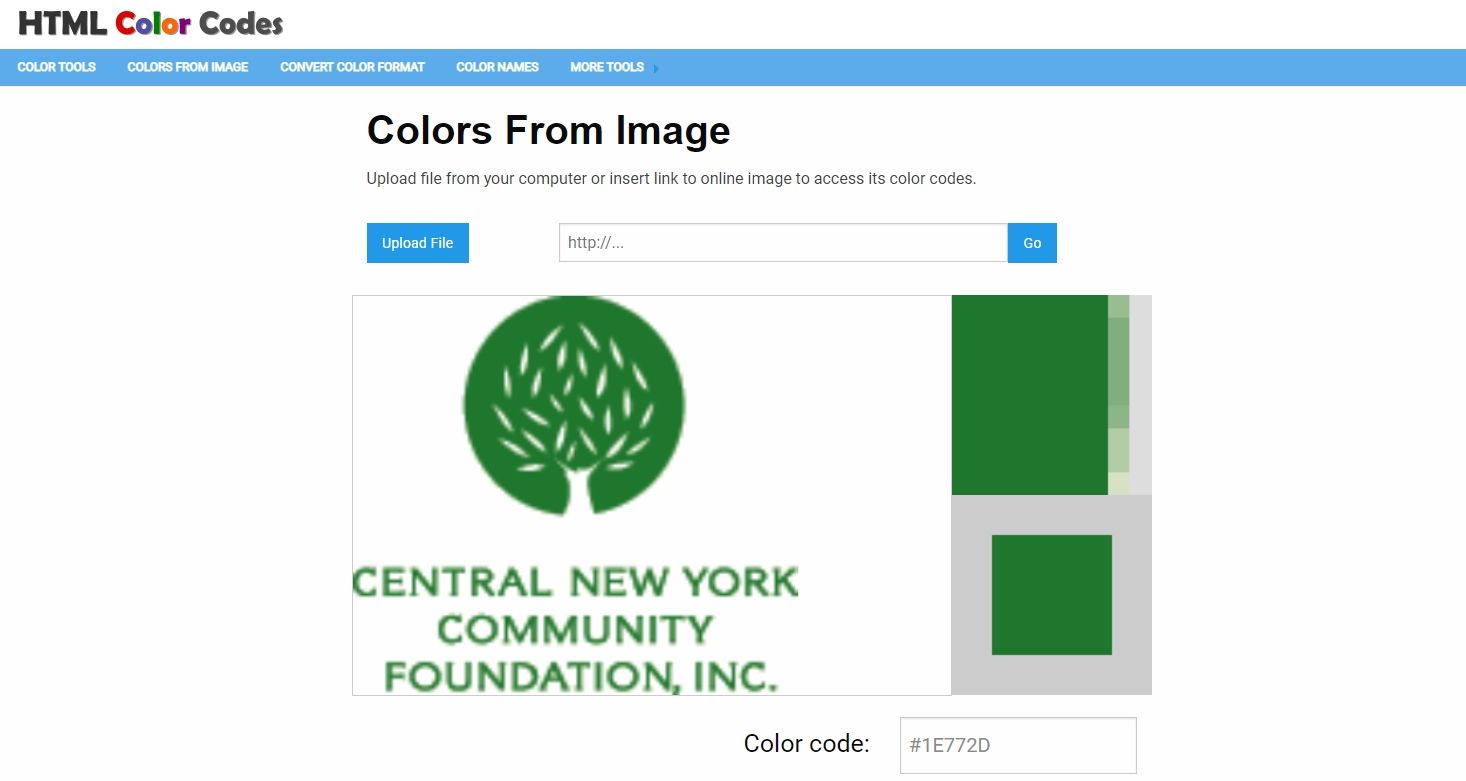 HTML Color Codes
COLOR TOOLS COLORS FROM IMAGE CONVERT COLOR FORMAT COLOR NAMES MORE TOOLS
Colors From Image
Upload file from your computer or insert link to online image to access its color codes.
Upload File http://... Go
CENTRAL NEW YORK
COMMUNITY
FOUNDATION, INC.
Color code: #1E772D